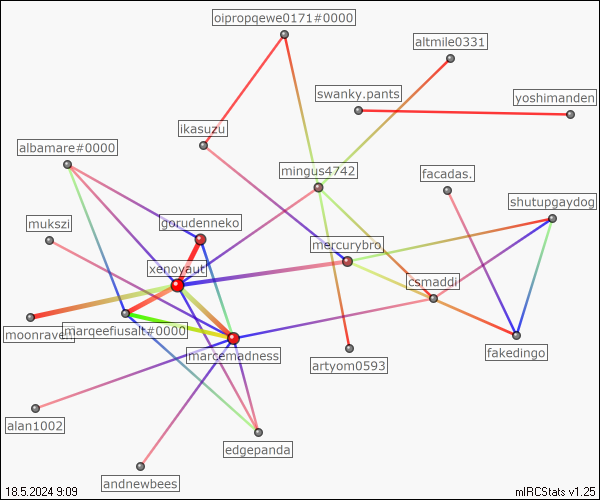 oipropqewe0171#0000
altmile0331
swanky.pants
yoshimanden
ikasuzu
albamare#0000
mingus4742
facadas.
shutupgaydog
mukszi
gorudenneko
mercurybro
xenoyaut
csmaddi
moonraven
marqeefiusalt#0000
marcemadness
fakedingo
artyom0593
alan1002
edgepanda
andnewbees
18.5.2024 9:09
mIRCStats v1.25